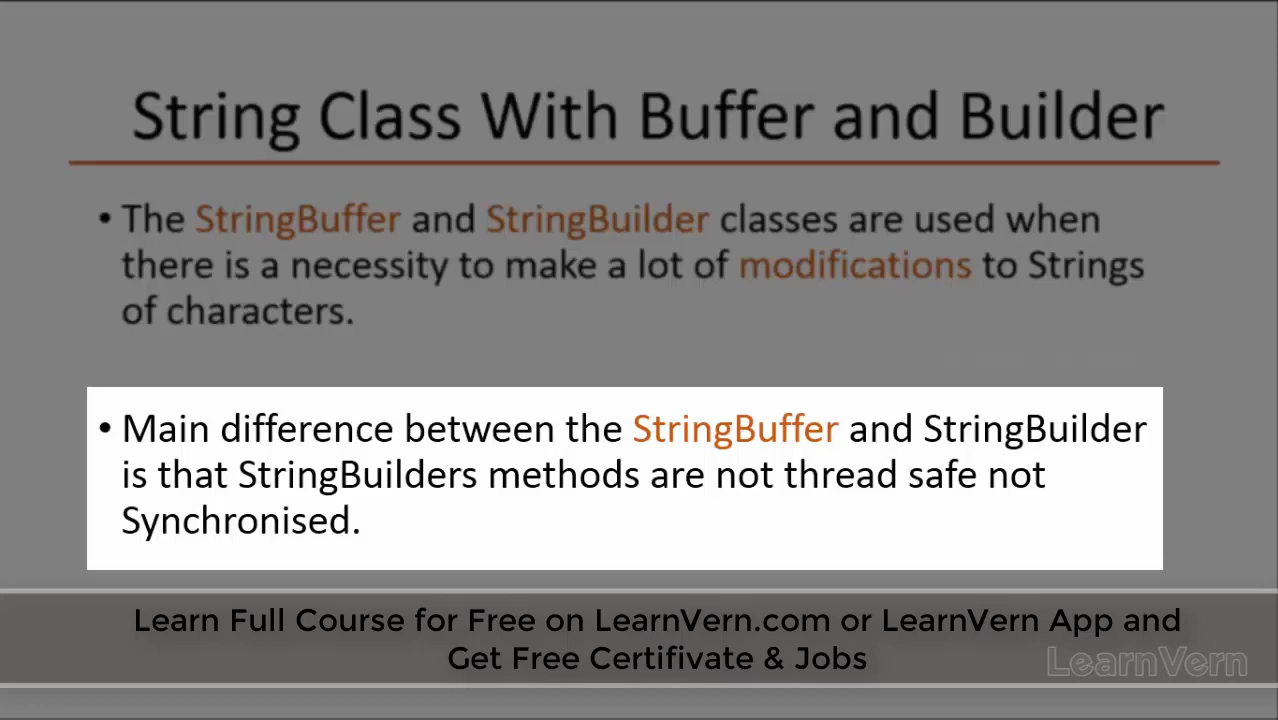 String Class With Buffer and Builder
• The StringBuffer and StringBuilder classes are used when
there is a necessity to make a lot of modifications to Strings
of characters.
• Main difference between the StringBuffer and StringBuilder
is that StringBuilders methods are not thread safe not
Synchronised.
Learn Full Course for Free on LearnVern.com or LearnVern App and
Get Free Certifivate & Jobs
LearnVern